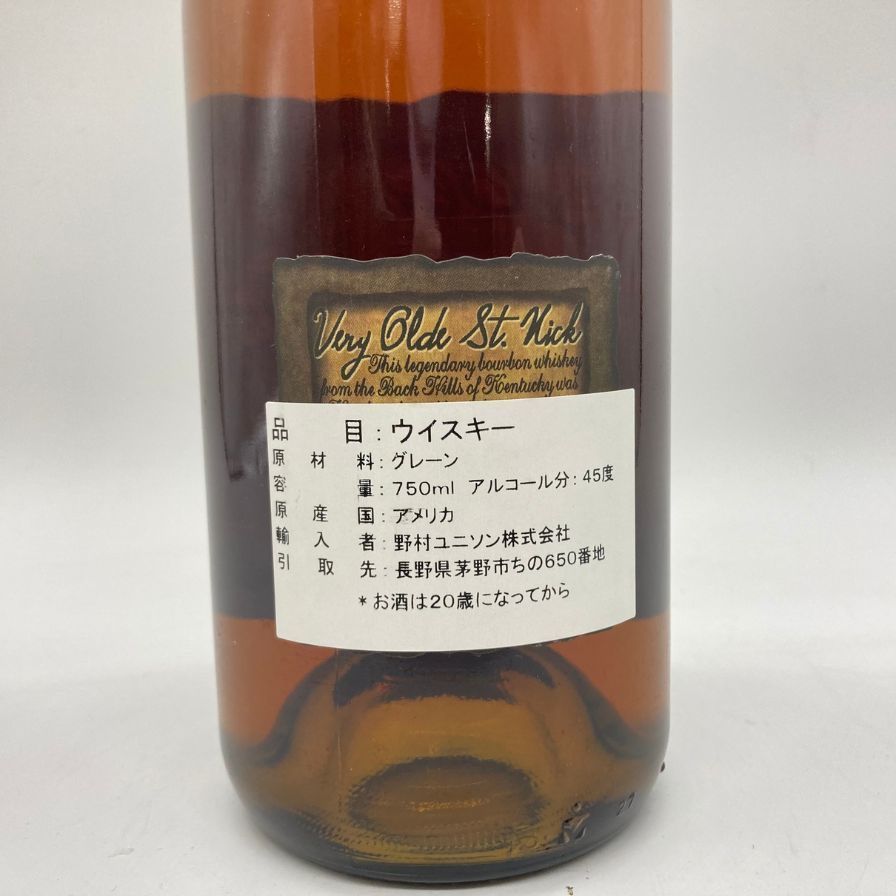 Very Olde St. Nick
This legendary bourbon whiskey
from the Back Hills of Kentucky was
品目:ウイスキー
原材料:グレーン
容量:750ml アルコール分:45度
原産国:アメリカ
輸入者:野村ユニソン株式会社
引取先:長野県茅野市ちの650番地
*お酒は20歳になってから
27